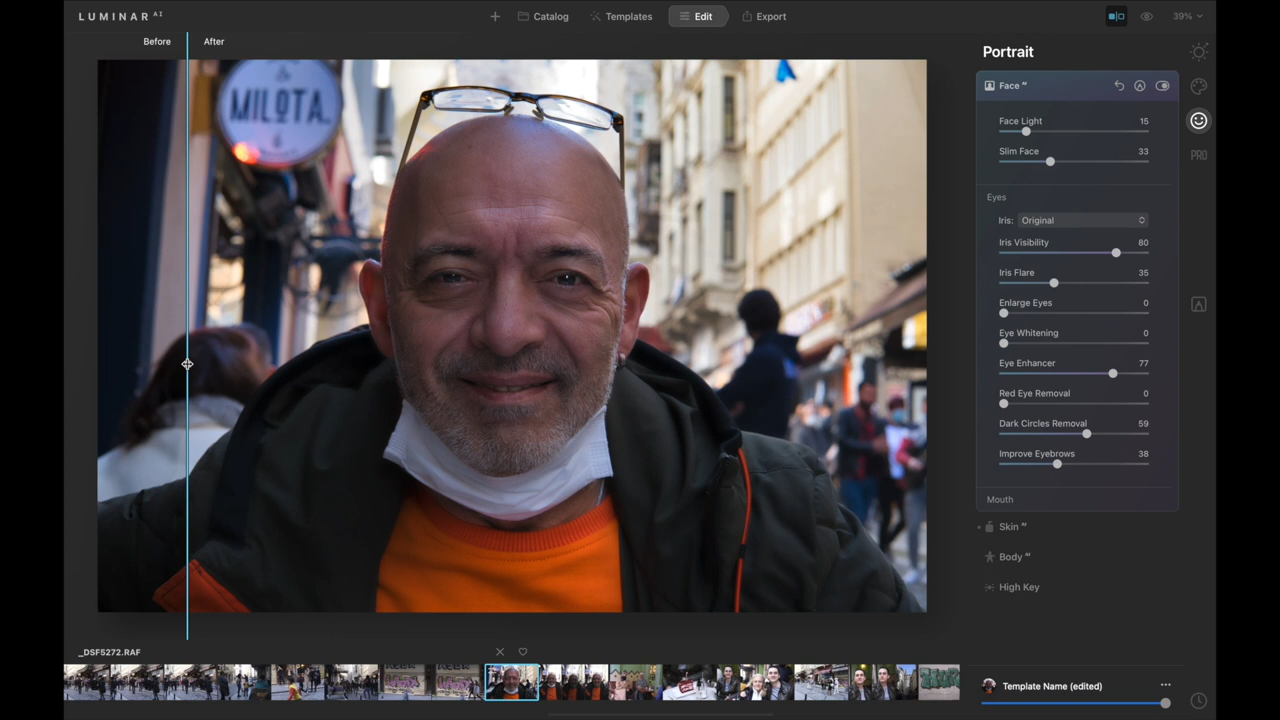 LUMINAR AI
+ Catalog Templates Edit Export
39%
Before After
MILOTA.
Portrait
Face AI
Face Light 15
Slim Face 33
Eyes
Iris: Original
Iris Visibility 80
Iris Flare 35
Enlarge Eyes 0
Eye Whitening 0
Eye Enhancer 77
Red Eye Removal 0
Dark Circles Removal 59
Improve Eyebrows 38
Mouth
Skin AI
Body AI
High Key
PRO
_DSF5272.RAF
Template Name (edited)